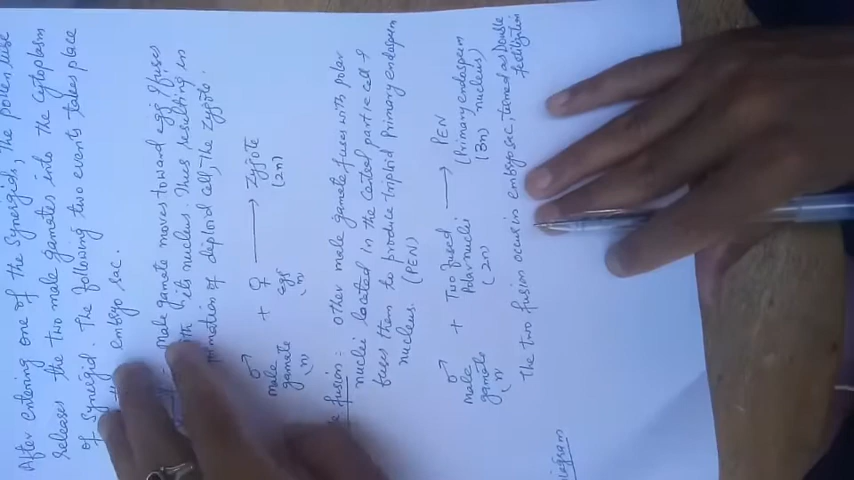 After entering one of the Synergids, the pollen tube
releases the two male gametes into the cytoplasm
of Synergid. The following two events takes place
embryo sac.
male gamete moves toward egg & fuses
its nucleus. Thus resulting in
of diploid cell, the zygote.
♂ + ♀ → Zygote
male gamete egg (2n)
(n) (n)
fusion: other male gamete fuses with polar
nuclei located in the central part of cell &
fuses them to produce triploid Primary endosperm
nucleus. (PEN)
♂ + Two fused → PEN
male gamete Polar nuclei (Primary endosperm nucleus)
(n) (2n) (3n)
The two fusion occurs in embryo sac, termed as Double
fertilization
Diagram